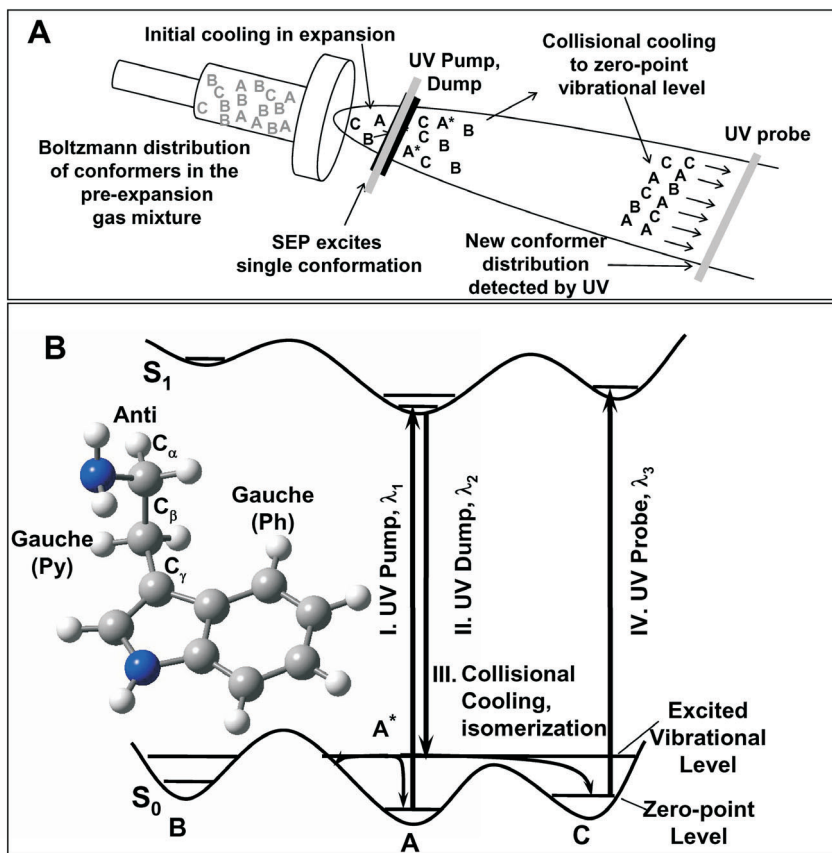 A
Initial cooling in expansion
UV Pump,
Dump
Collisional cooling
to zero-point
vibrational level
UV probe
Boltzmann distribution
of conformers in the
pre-expansion
gas mixture
SEP excites
single conformation
New conformer
distribution
detected by UV
B
S1
Anti
Cα
Cβ
Gauche
(Ph)
Gauche
(Py)
Cγ
I. UV Pump, λ1
II. UV Dump, λ2
IV. UV Probe, λ3
III. Collisional
Cooling,
isomerization
A*
Excited
Vibrational
Level
S0
Zero-point
Level
B
A
C